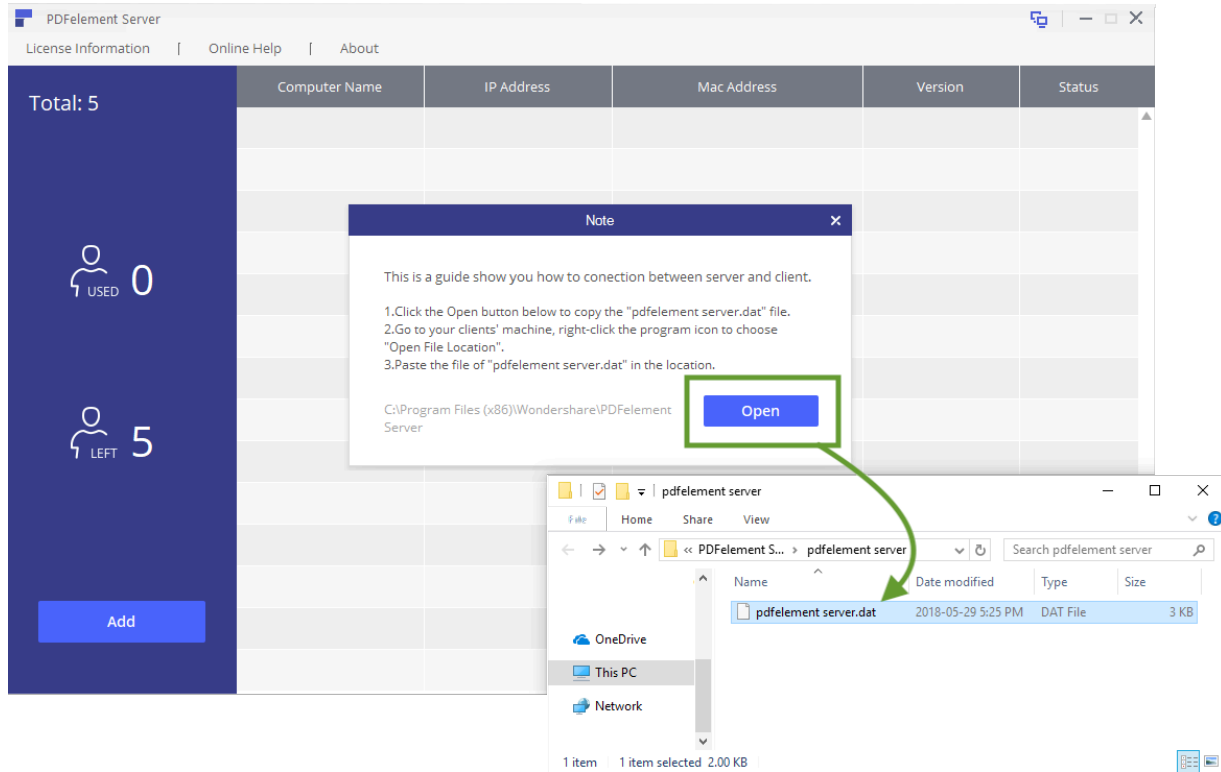 PDFelement Server
License Information | Online Help | About
Total: 5
Computer Name IP Address Mac Address Version Status
Note
This is a guide show you how to conection between server and client.
1.Click the Open button below to copy the "pdfelement server.dat" file.
2.Go to your clients' machine, right-click the program icon to choose
"Open File Location".
3.Paste the file of "pdfelement server.dat" in the location.
C:\Program Files (x86)\Wondershare\PDFelement
Server
Open
USED 0
LEFT 5
Add
pdfelement server
File Home Share View
« PDFelement S... › pdfelement server
Search pdfelement server
Name Date modified Type Size
pdfelement server.dat 2018-05-29 5:25 PM DAT File 3 KB
OneDrive
This PC
Network
1 item 1 item selected 2.00 KB